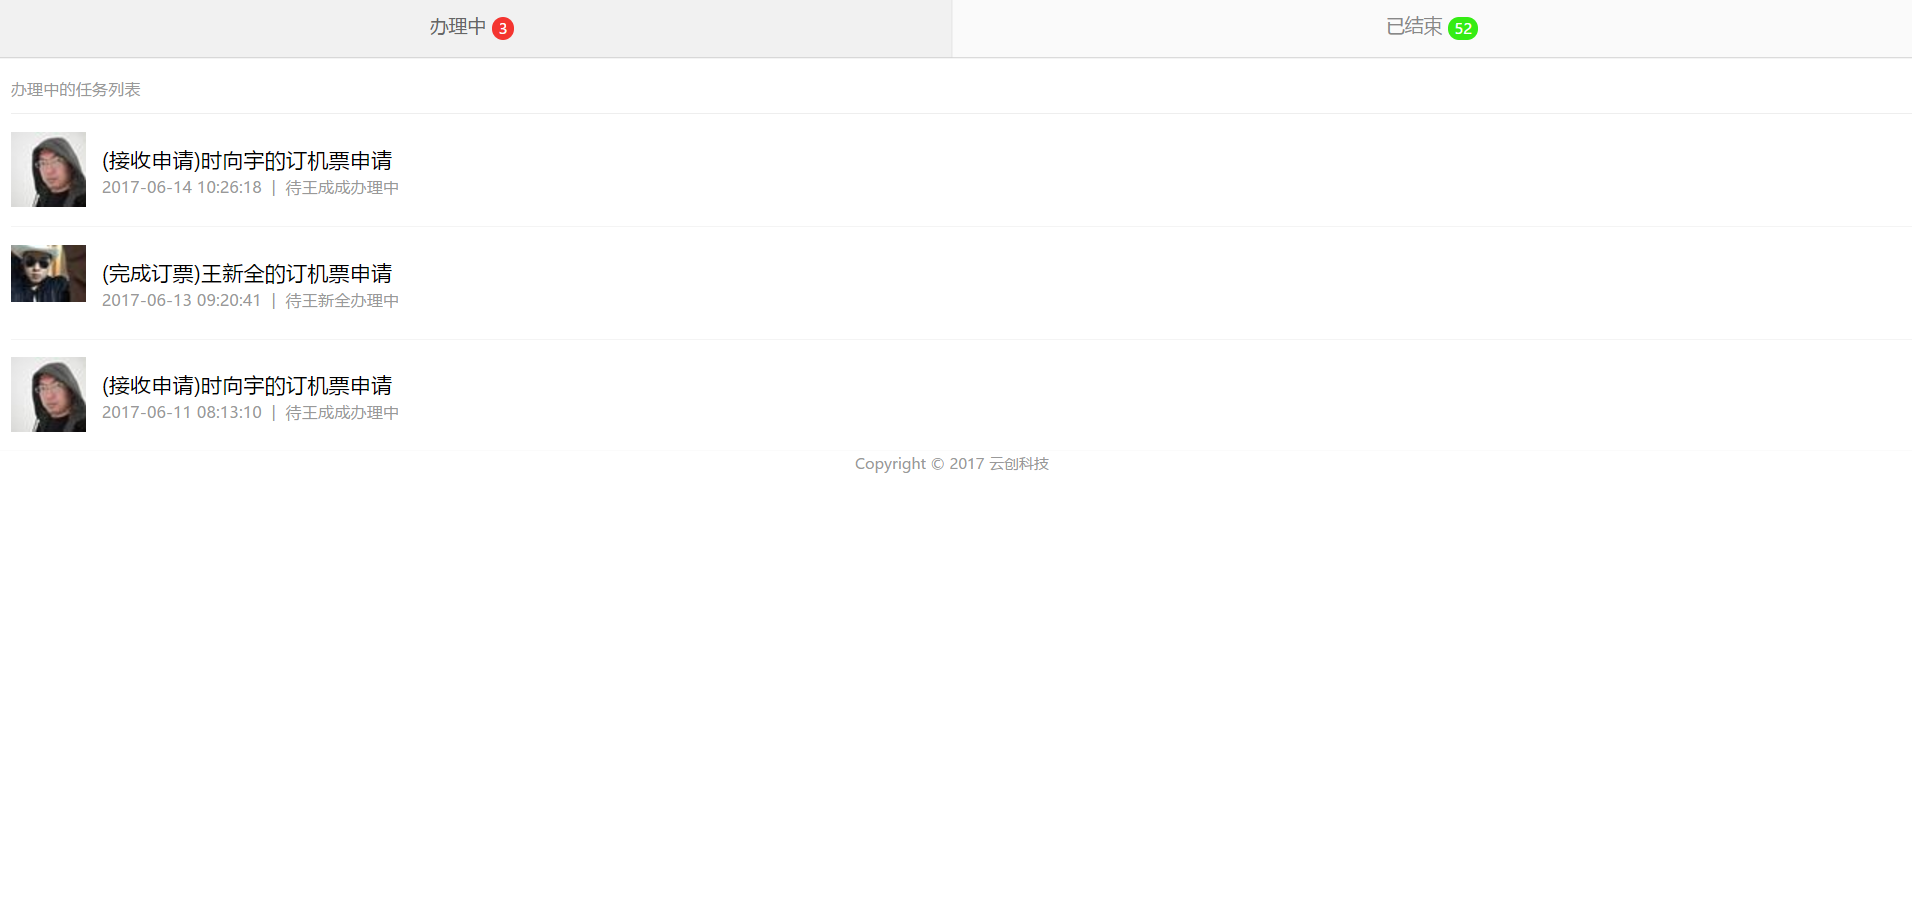 办理中 3
已结束 52
办理中的任务列表
(接收申请)时向宇的订机票申请
2017-06-14 10:26:18 | 待王成成办理中
(完成订票)王新全的订机票申请
2017-06-13 09:20:41 | 待王新全办理中
(接收申请)时向宇的订机票申请
2017-06-11 08:13:10 | 待王成成办理中
Copyright © 2017 云创科技